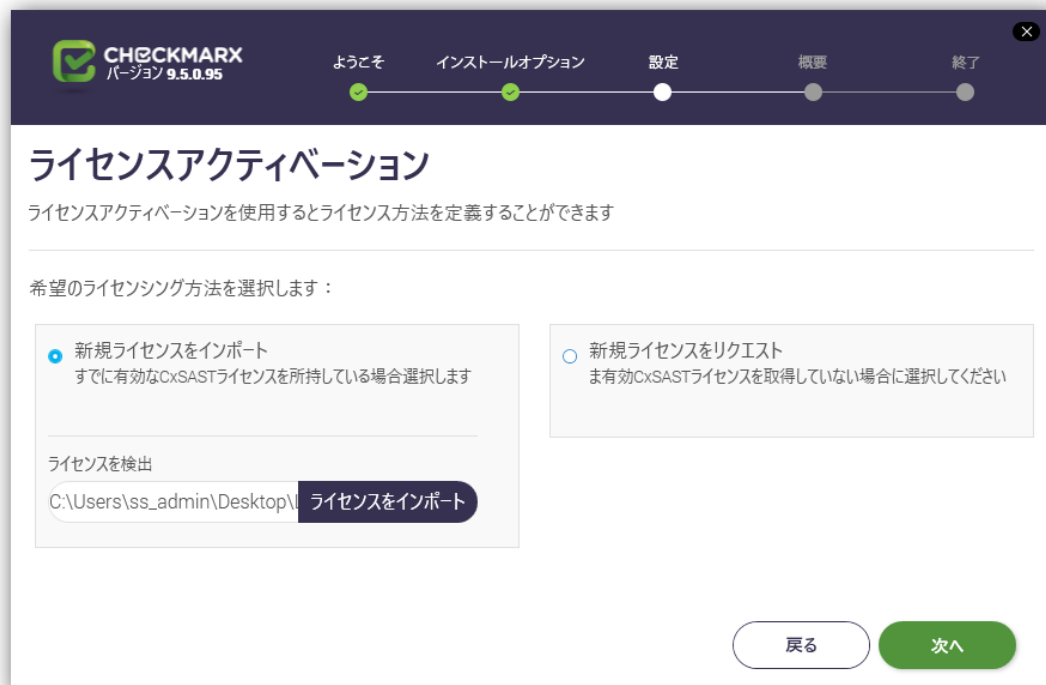 CHECKMARX
バージョン 9.5.0.95
ようこそ
インストールオプション
設定
概要
終了
ライセンスアクティベーション
ライセンスアクティベーションを使用するとライセンス方法を定義することができます
希望のライセンシング方法を選択します：
新規ライセンスをインポート
すでに有効なCxSASTライセンスを所持している場合選択します
新規ライセンスをリクエスト
ま有効CxSASTライセンスを取得していない場合に選択してください
ライセンスを検出
C:\Users\ss_admin\Desktop\L
ライセンスをインポート
戻る
次へ